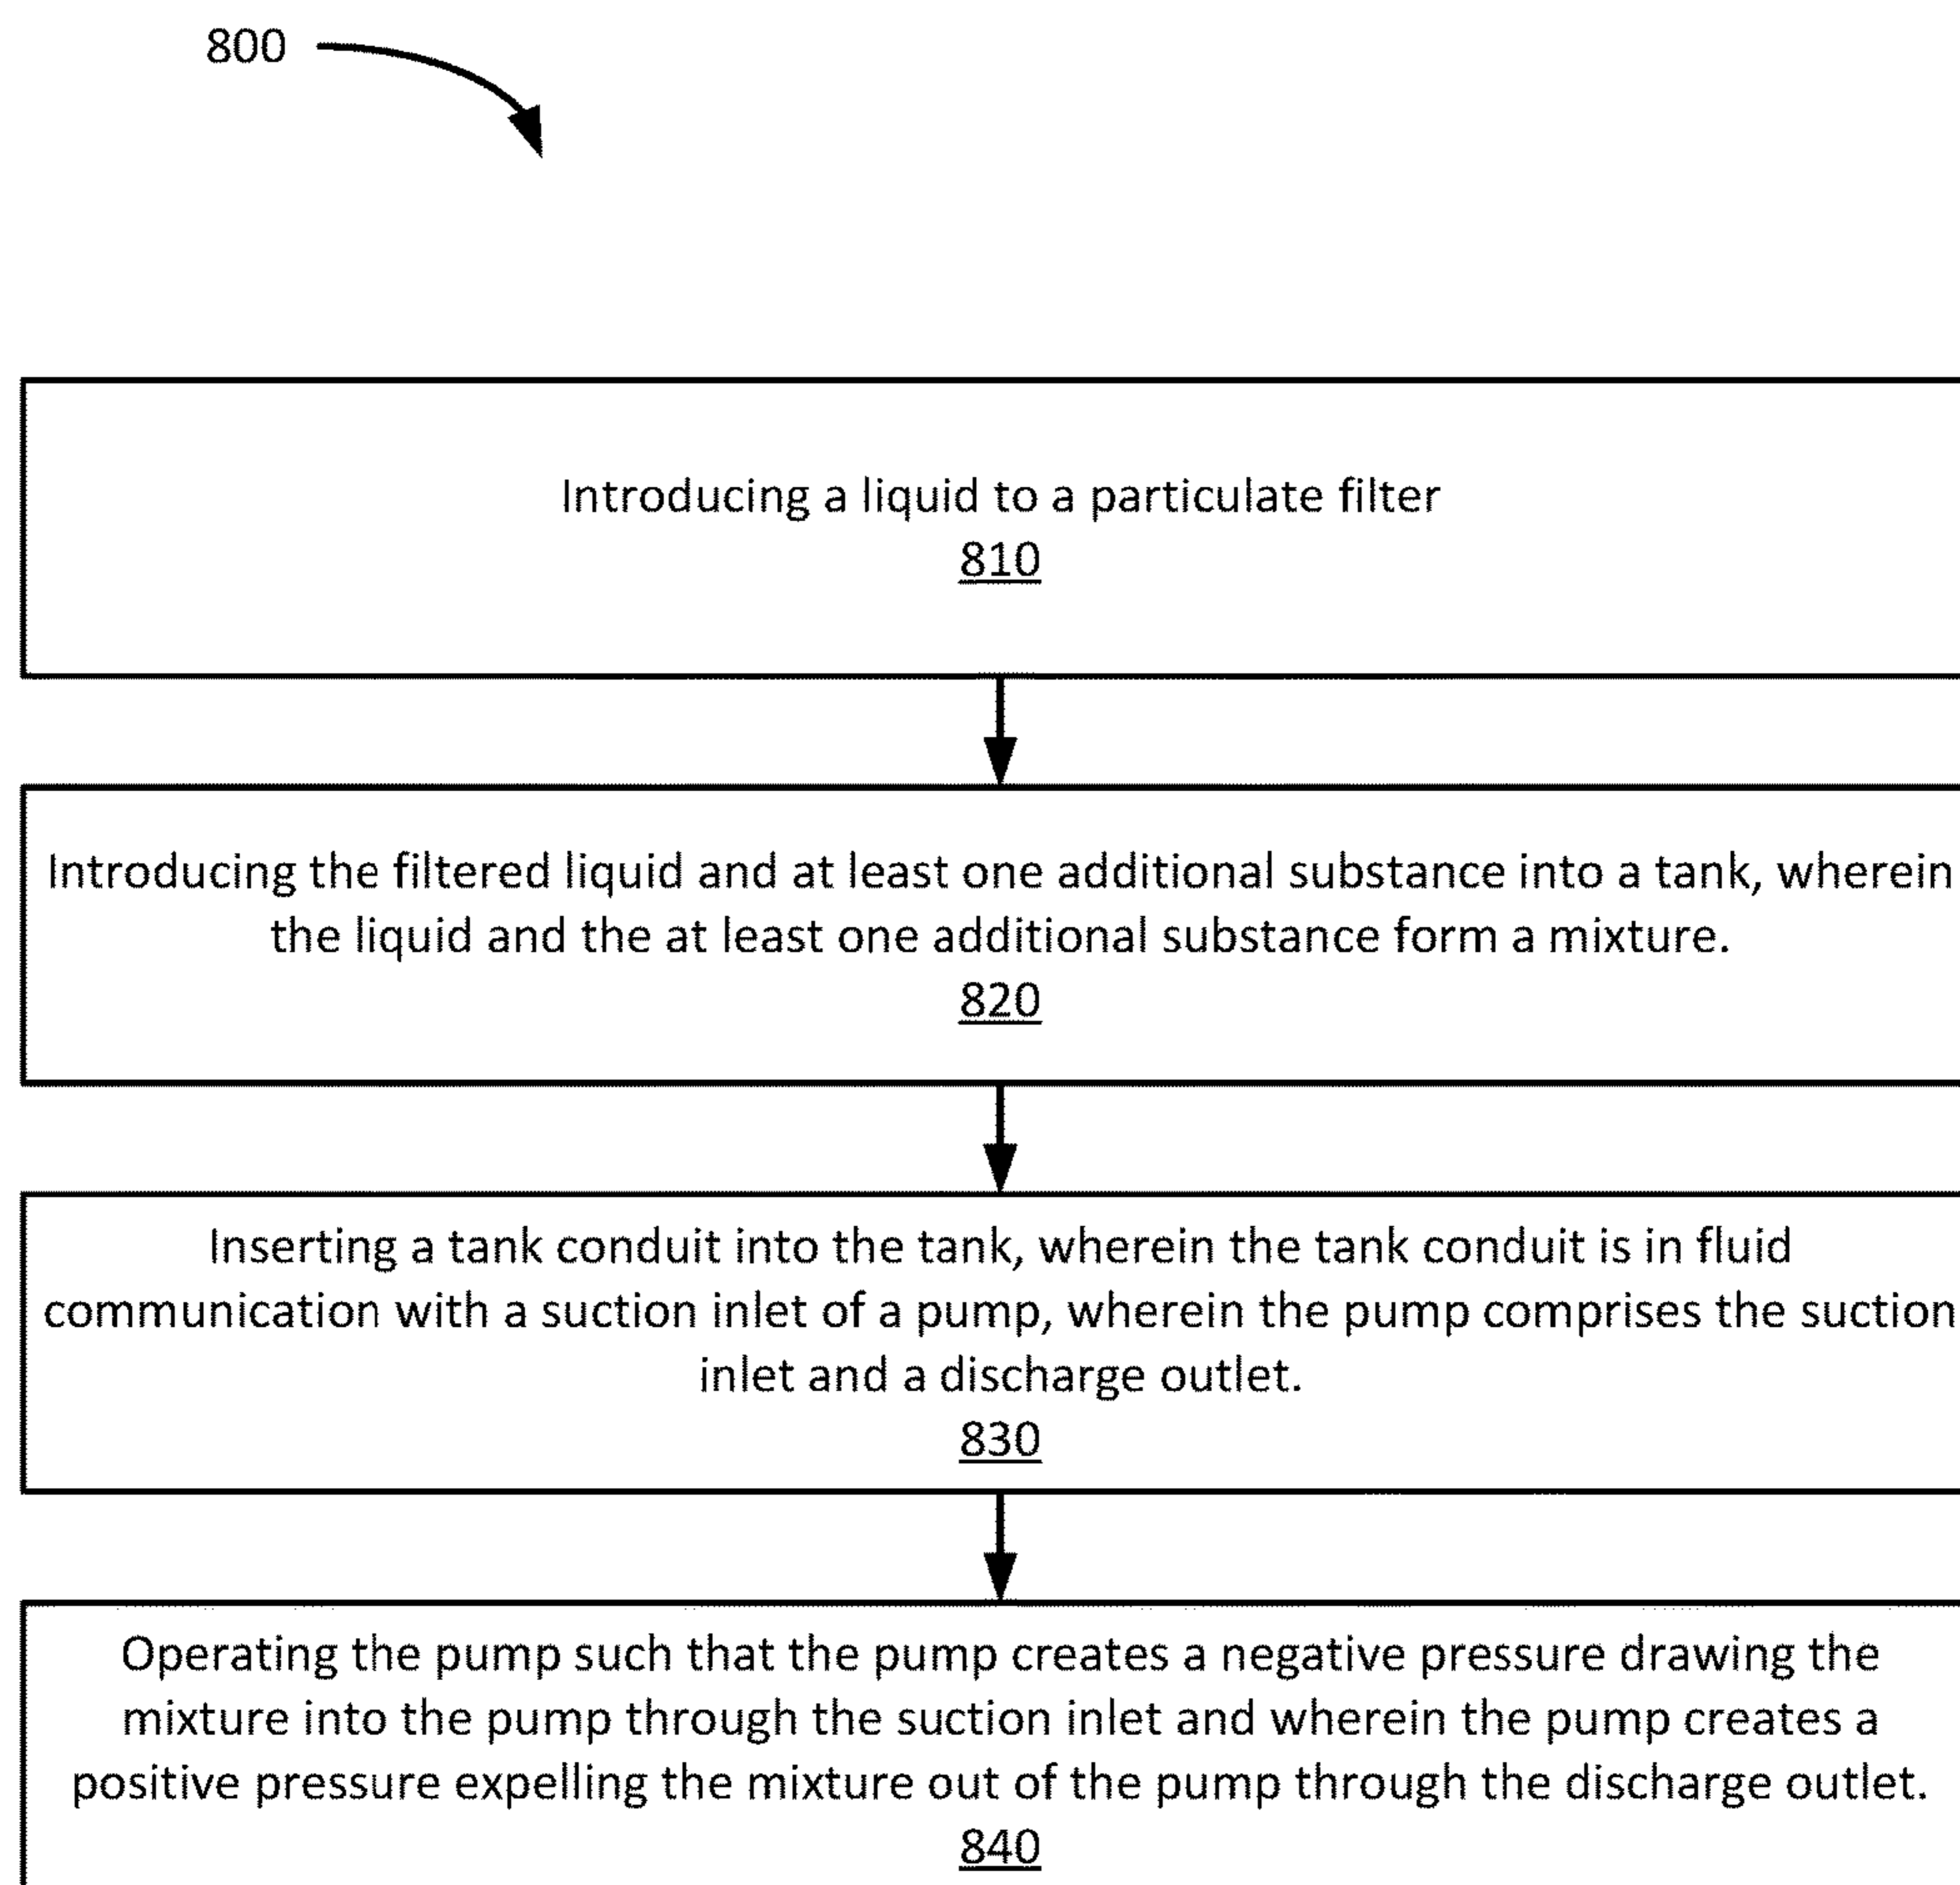 800
Introducing a liquid to a particulate filter
810
Introducing the filtered liquid and at least one additional substance into a tank, wherein
the liquid and the at least one additional substance form a mixture.
820
Inserting a tank conduit into the tank, wherein the tank conduit is in fluid
communication with a suction inlet of a pump, wherein the pump comprises the suction
inlet and a discharge outlet.
830
Operating the pump such that the pump creates a negative pressure drawing the
mixture into the pump through the suction inlet and wherein the pump creates a
positive pressure expelling the mixture out of the pump through the discharge outlet.
840